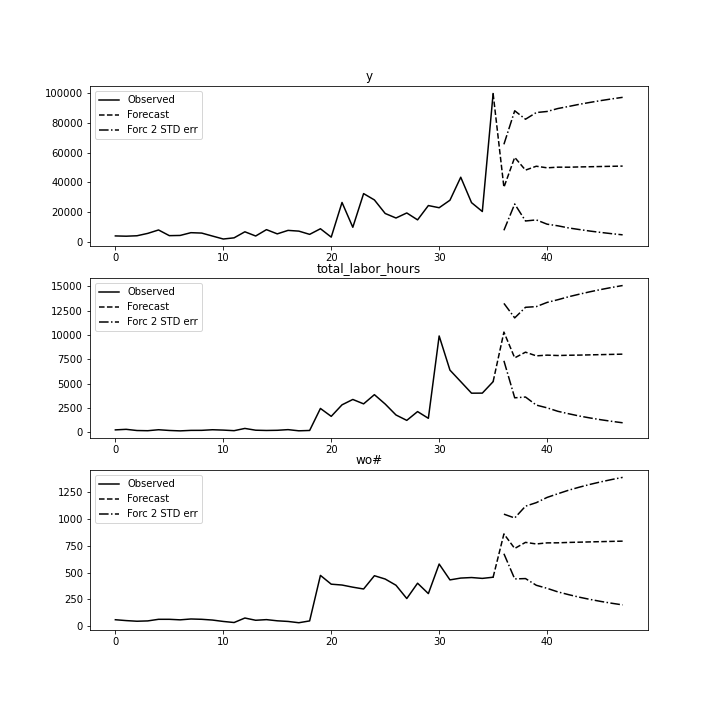 y
100000
80000
60000
40000
20000
0
Observed
Forecast
Forc 2 STD err
0 10 20 30 40
total_labor_hours
15000
12500
10000
7500
5000
2500
0
Observed
Forecast
Forc 2 STD err
0 10 20 30 40
wo#
1250
1000
750
500
250
0
Observed
Forecast
Forc 2 STD err
0 10 20 30 40